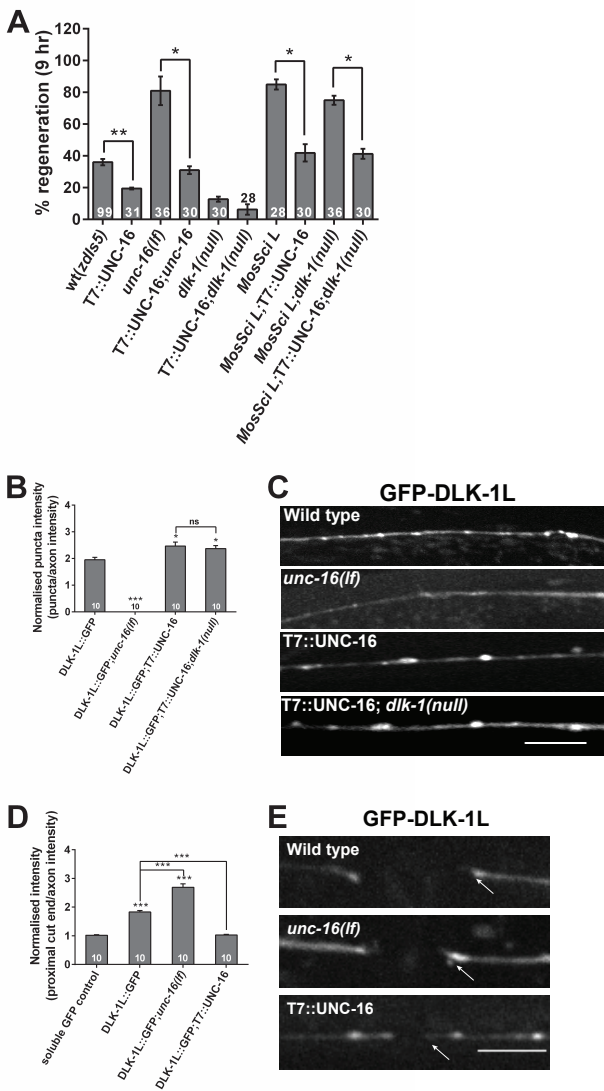 A
% regeneration (9 hr)
120
100
80
60
40
20
0
**
*
*
*
99
31
36
30
30
28
28
30
36
30
wt(zdIs5)
T7::UNC-16
unc-16(lf)
T7::UNC-16;unc-16
dlk-1(null)
T7::UNC-16;dlk-1(null)
MosSci L
MosSci L;T7::UNC-16
MosSci L;dlk-1(null)
MosSci L;T7::UNC-16;dlk-1(null)
B
Normalised puncta intensity
(puncta/axon intensity)
4
3
2
1
0
ns
***
*
*
10
10
10
10
DLK-1L::GFP
DLK-1L::GFP;unc-16(lf)
DLK-1L::GFP;T7::UNC-16
DLK-1L::GFP;T7::UNC-16;dlk-1(null)
C
GFP-DLK-1L
Wild type
unc-16(lf)
T7::UNC-16
T7::UNC-16; dlk-1(null)
D
Normalised intensity
(proximal cut end/axon intensity)
4
3
2
1
0
***
***
***
***
10
10
10
10
soluble GFP control
DLK-1L::GFP
DLK-1L::GFP;unc-16(lf)
DLK-1L::GFP;T7::UNC-16
E
GFP-DLK-1L
Wild type
unc-16(lf)
T7::UNC-16